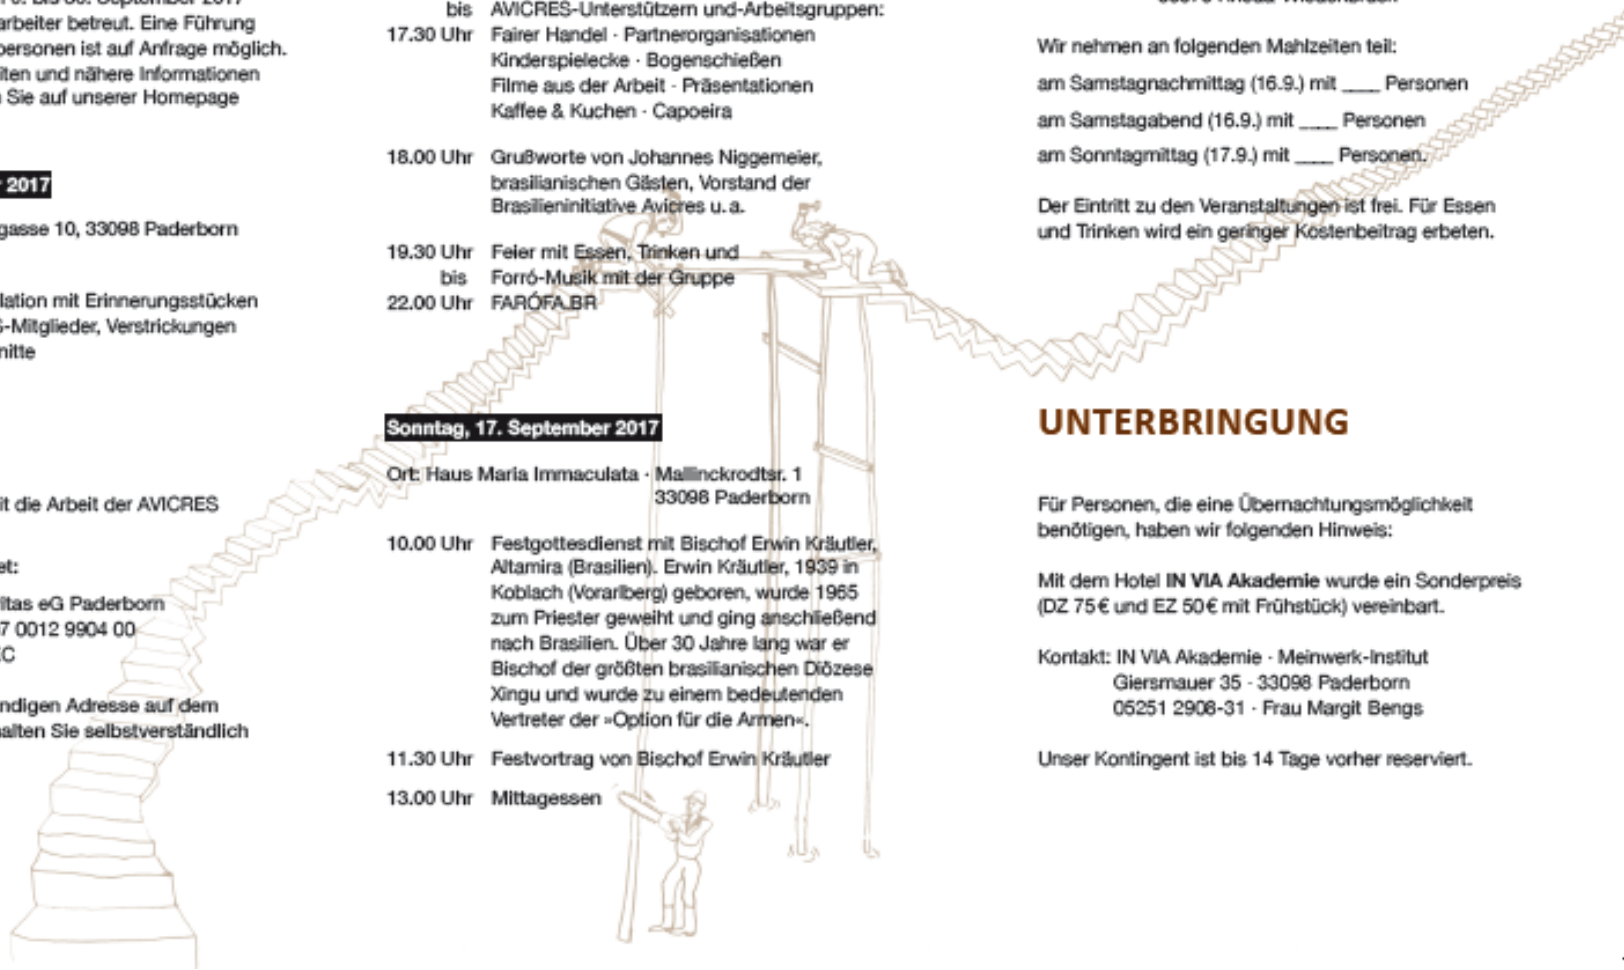 arbeiter betreut. Eine Führung
personen ist auf Anfrage möglich.
iten und nähere Informationen
Sie auf unserer Homepage
2017
gasse 10, 33098 Paderborn
lation mit Erinnerungsstücken
S-Mitglieder, Verstrickungen
nitte
it die Arbeit der AVICRES
et:
itas eG Paderborn
7 0012 9904 00
C
ndigen Adresse auf dem
alten Sie selbstverständlich
bis AVICRES-Unterstützern und-Arbeitsgruppen:
17.30 Uhr Fairer Handel · Partnerorganisationen
Kinderspielecke · Bogenschießen
Filme aus der Arbeit · Präsentationen
Kaffee & Kuchen · Capoeira
18.00 Uhr Grußworte von Johannes Niggemeier,
brasilianischen Gästen, Vorstand der
Brasilieninitiative Avicres u. a.
19.30 Uhr Feier mit Essen, Trinken und
bis Forró-Musik mit der Gruppe
22.00 Uhr FARÓFA.BR
Sonntag, 17. September 2017
Ort: Haus Maria Immaculata · Mallinckrodtsr. 1
33098 Paderborn
10.00 Uhr Festgottesdienst mit Bischof Erwin Kräutler,
Altamira (Brasilien). Erwin Kräutler, 1939 in
Koblach (Vorarlberg) geboren, wurde 1965
zum Priester geweiht und ging anschließend
nach Brasilien. Über 30 Jahre lang war er
Bischof der größten brasilianischen Diözese
Xingu und wurde zu einem bedeutenden
Vertreter der »Option für die Armen«.
11.30 Uhr Festvortrag von Bischof Erwin Kräutler
13.00 Uhr Mittagessen
Wir nehmen an folgenden Mahlzeiten teil:
am Samstagnachmittag (16.9.) mit ____ Personen
am Samstagabend (16.9.) mit ____ Personen
am Sonntagmittag (17.9.) mit ____ Personen.
Der Eintritt zu den Veranstaltungen ist frei. Für Essen
und Trinken wird ein geringer Kostenbeitrag erbeten.
UNTERBRINGUNG
Für Personen, die eine Übernachtungsmöglichkeit
benötigen, haben wir folgenden Hinweis:
Mit dem Hotel IN VIA Akademie wurde ein Sonderpreis
(DZ 75 € und EZ 50 € mit Frühstück) vereinbart.
Kontakt: IN VIA Akademie · Meinwerk-Institut
Giersmauer 35 · 33098 Paderborn
05251 2908-31 · Frau Margit Bengs
Unser Kontingent ist bis 14 Tage vorher reserviert.